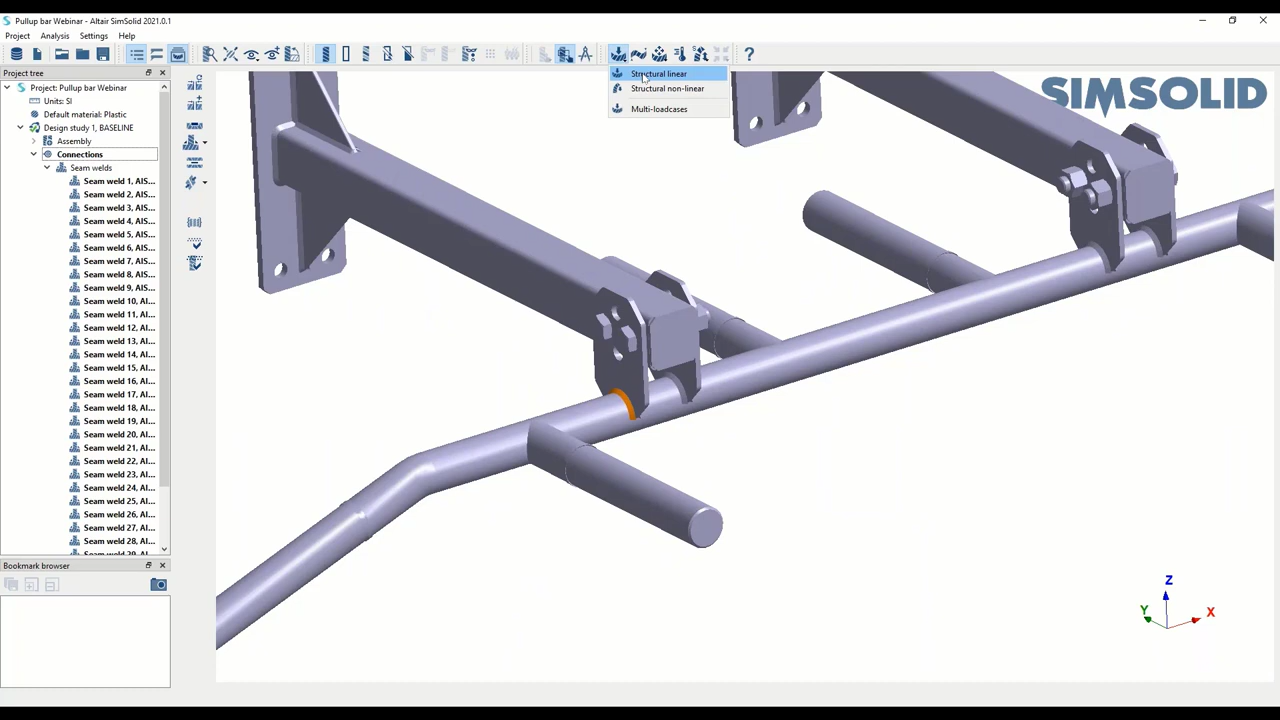 Pullup bar Webinar - Altair SimSolid 2021.0.1
Project Analysis Settings Help
Project tree
Project: Pullup bar Webinar
Units: SI
Default material: Plastic
Design study 1, BASELINE
Assembly
Connections
Seam welds
Seam weld 1, AIS...
Seam weld 2, AIS...
Seam weld 3, AIS...
Seam weld 4, AIS...
Seam weld 5, AIS...
Seam weld 6, AIS...
Seam weld 7, AIS...
Seam weld 8, AIS...
Seam weld 9, AIS...
Seam weld 10, AI...
Seam weld 11, AI...
Seam weld 12, AI...
Seam weld 13, AI...
Seam weld 14, AI...
Seam weld 15, AI...
Seam weld 16, AI...
Seam weld 17, AI...
Seam weld 18, AI...
Seam weld 19, AI...
Seam weld 20, AI...
Seam weld 21, AI...
Seam weld 22, AI...
Seam weld 23, AI...
Seam weld 24, AI...
Seam weld 25, AI...
Seam weld 26, AI...
Seam weld 27, AI...
Seam weld 28, AI...
Seam weld 29, AI...
Bookmark browser
Structural linear
Structural non-linear
Multi-loadcases
SIMSOLID
Z
Y
X